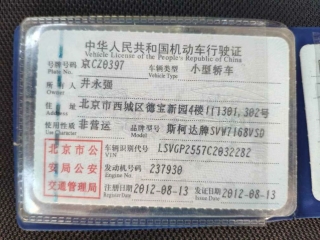 中华人民共和国机动车行驶证
Vehicle License of the People's Republic of China
号牌号码 京CZ0397 车辆类型 小型轿车
Plate No. Vehicle Type
所有人 井永强
Owner
住址 北京市西城区德宝新园4楼1门301,302号
Address
使用性质 非营运 品牌型号 斯柯达牌SVW7168VSD
Use Character Model
北京市公安局公安交通管理局
车辆识别代号 LSVGP2557C2032282
VIN
发动机号码 237930
Engine No.
注册日期 2012-08-13 发证日期 2012-08-13
Register Date Issue Date